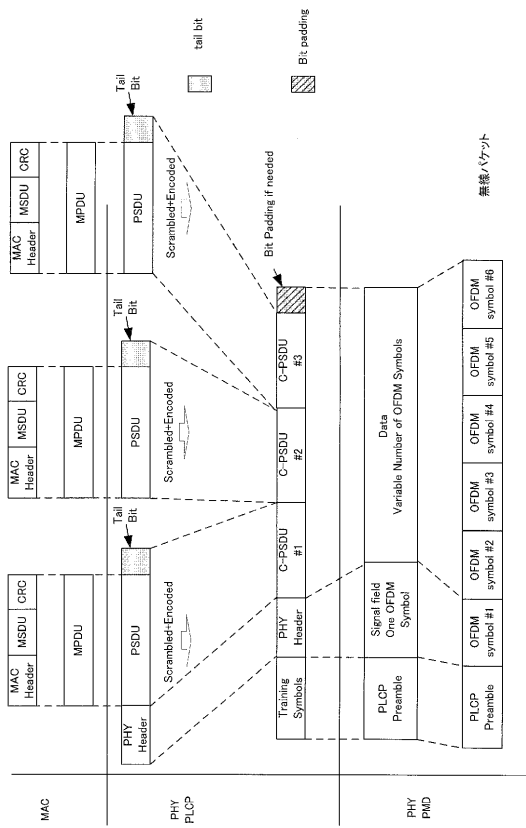 MAC
MAC
Header
MSDU
CRC
MAC
Header
MSDU
CRC
MAC
Header
MSDU
CRC
MPDU
MPDU
MPDU
PHY
PLCP
PHY
Header
PSDU
Tail
Bit
PSDU
Tail
Bit
PSDU
Tail
Bit
Scrambled+Encoded
Scrambled+Encoded
Scrambled+Encoded
tail bit
Bit padding
Bit Padding if needed
Training
Symbols
PHY
Header
C-PSDU
#1
C-PSDU
#2
C-PSDU
#3
PHY
PMD
PLCP
Preamble
Signal field
One OFDM
Symbol
Data
Variable Number of OFDM Symbols
PLCP
Preamble
OFDM
symbol #1
OFDM
symbol #2
OFDM
symbol #3
OFDM
symbol #4
OFDM
symbol #5
OFDM
symbol #6
無線パケット